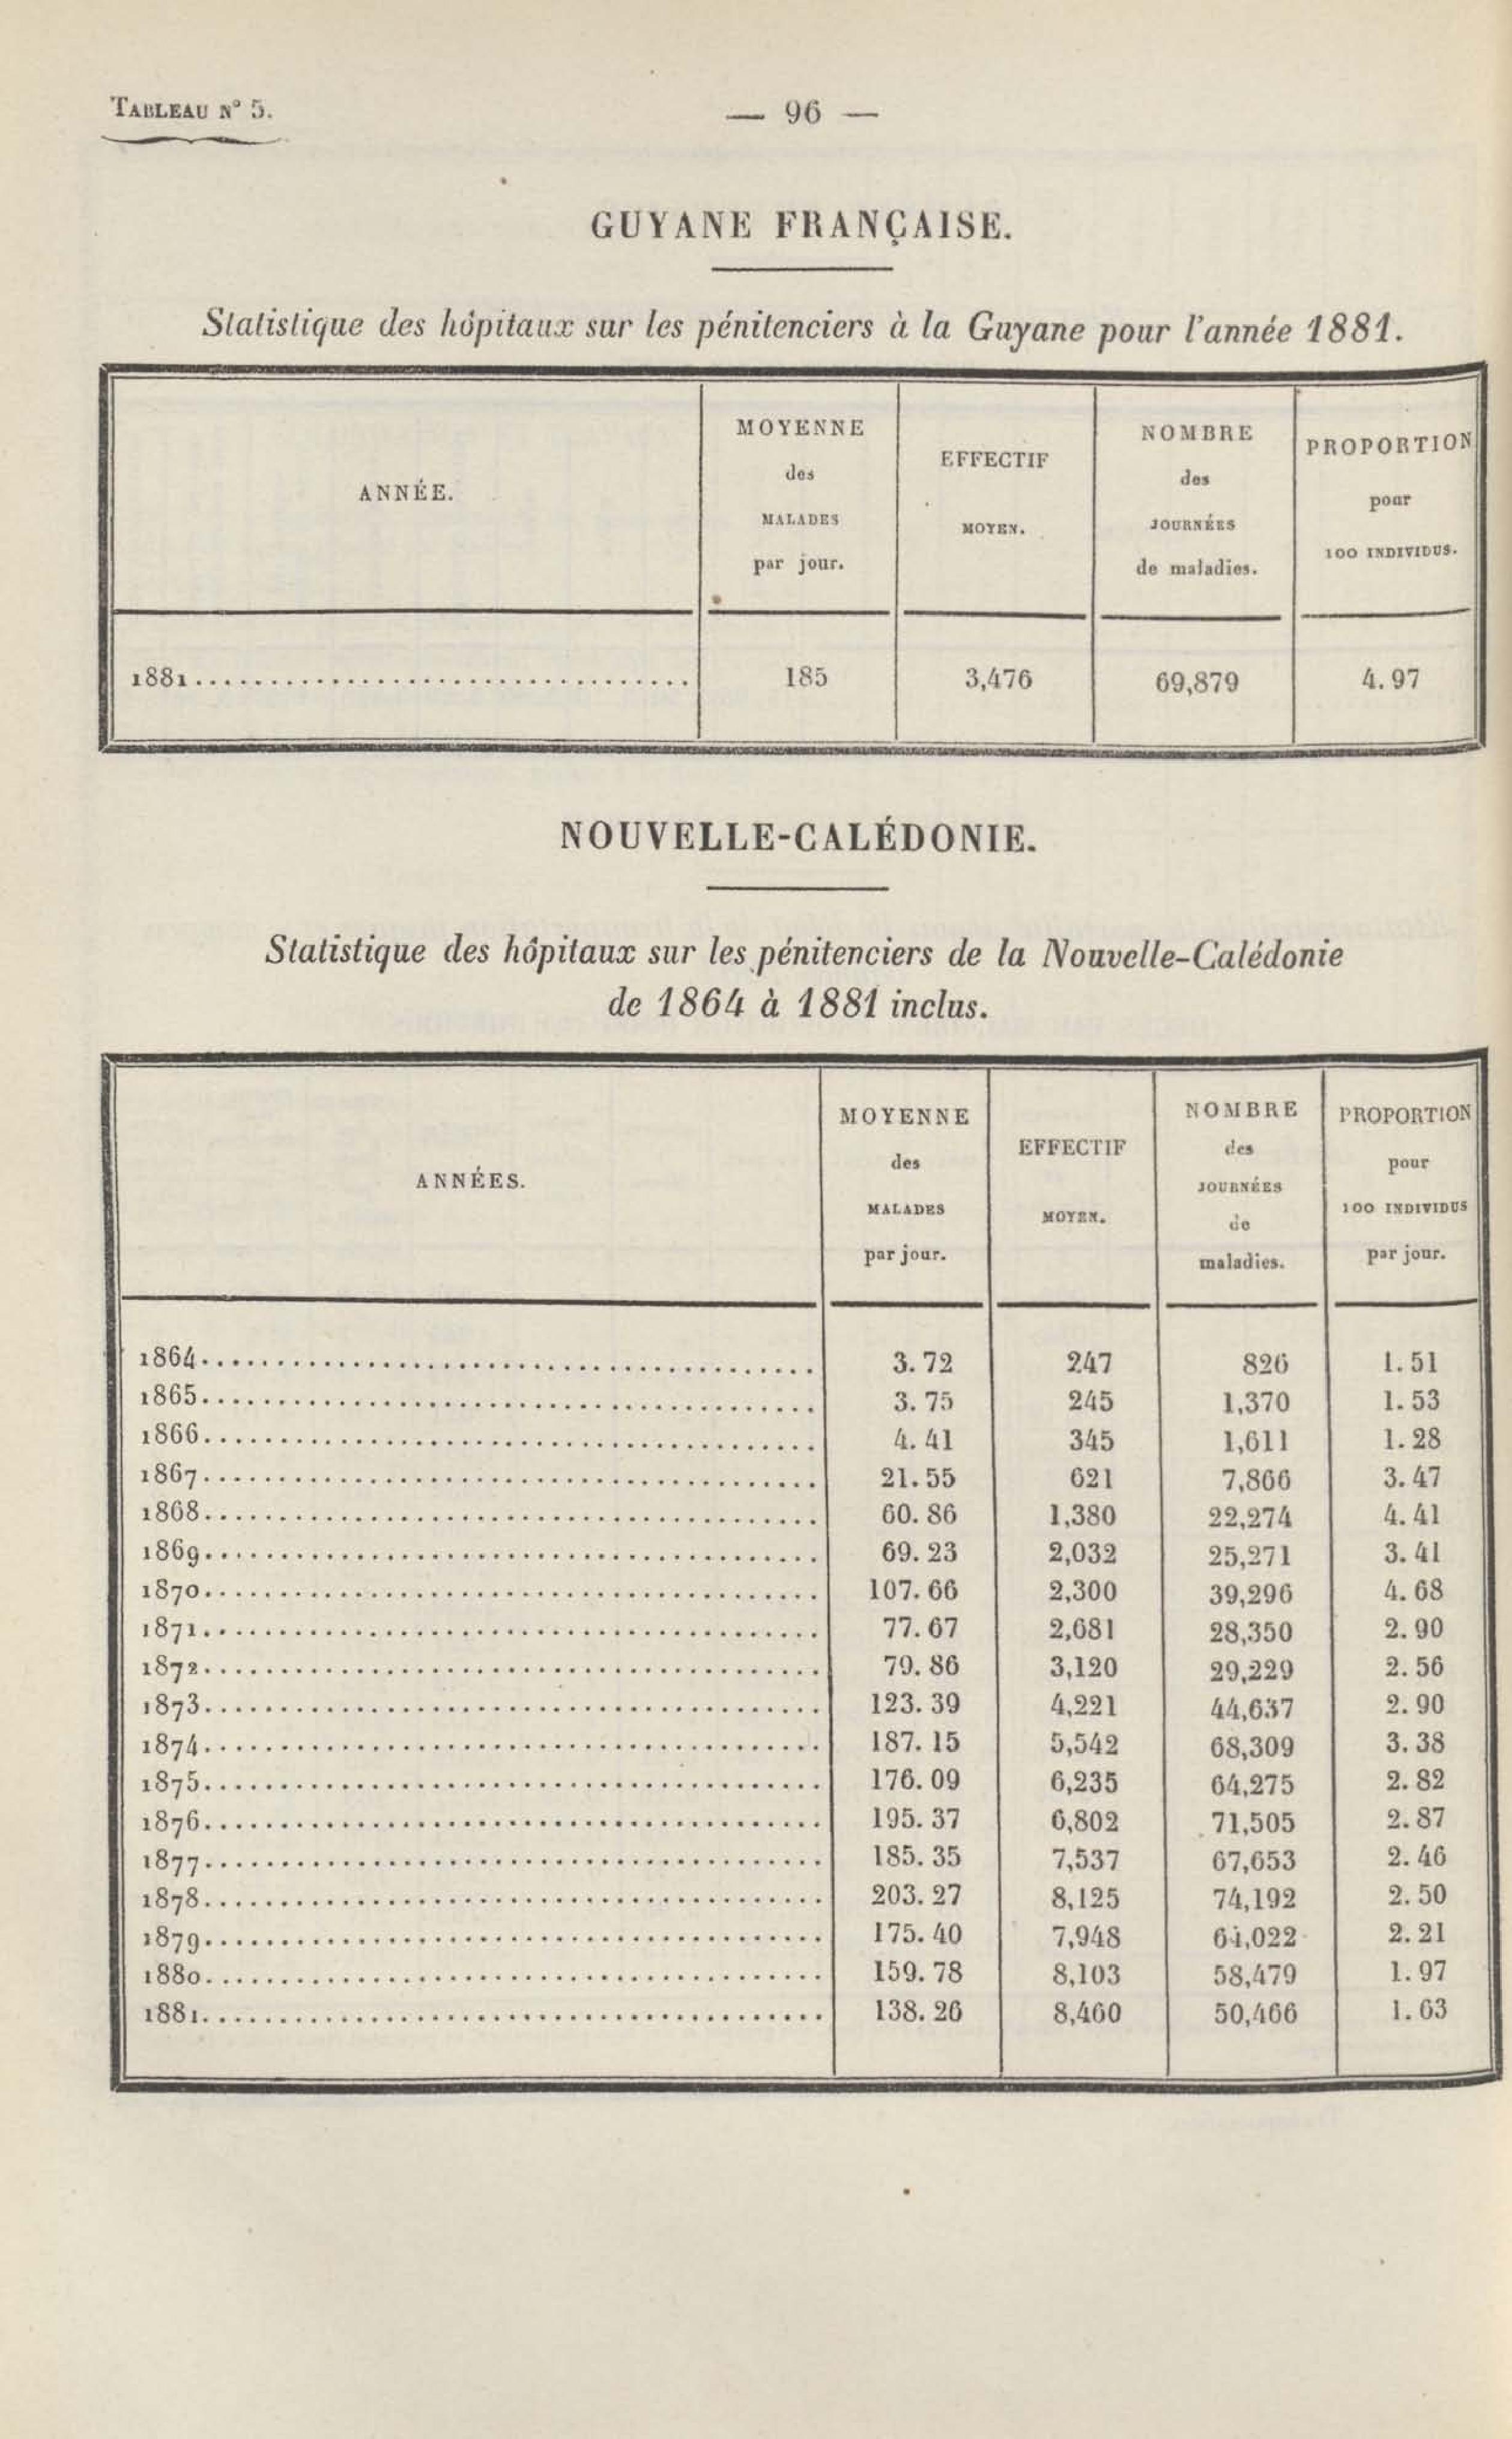 TABLEAU N° 5.
— 96 —
GUYANE FRANÇAISE.
Statistique des hôpitaux sur les pénitenciers à la Guyane pour l'année 1881.
ANNÉE. MOYENNE des MALADES par jour. EFFECTIF MOYEN. NOMBRE des JOURNÉES de maladies. PROPORTION pour 100 INDIVIDUS.
1881 185 3,476 69,879 4.97
NOUVELLE-CALÉDONIE.
Statistique des hôpitaux sur les pénitenciers de la Nouvelle-Calédonie
de 1864 à 1881 inclus.
ANNÉES. MOYENNE des MALADES par jour. EFFECTIF MOYEN. NOMBRE des JOURNÉES de maladies. PROPORTION pour 100 INDIVIDUS par jour.
1864 3.72 247 826 1.51
1865 3.75 245 1,370 1.53
1866 4.41 345 1,611 1.28
1867 21.55 621 7,866 3.47
1868 60.86 1,380 22,274 4.41
1869 69.23 2,032 25,271 3.41
1870 107.66 2,300 39,296 4.68
1871 77.67 2,681 28,350 2.90
1872 79.86 3,120 29,229 2.56
1873 123.39 4,221 44,637 2.90
1874 187.15 5,542 68,309 3.38
1875 176.09 6,235 64,275 2.82
1876 195.37 6,802 71,505 2.87
1877 185.35 7,537 67,653 2.46
1878 203.27 8,125 74,192 2.50
1879 175.40 7,948 64,022 2.21
1880 159.78 8,103 58,479 1.97
1881 138.26 8,460 50,466 1.63